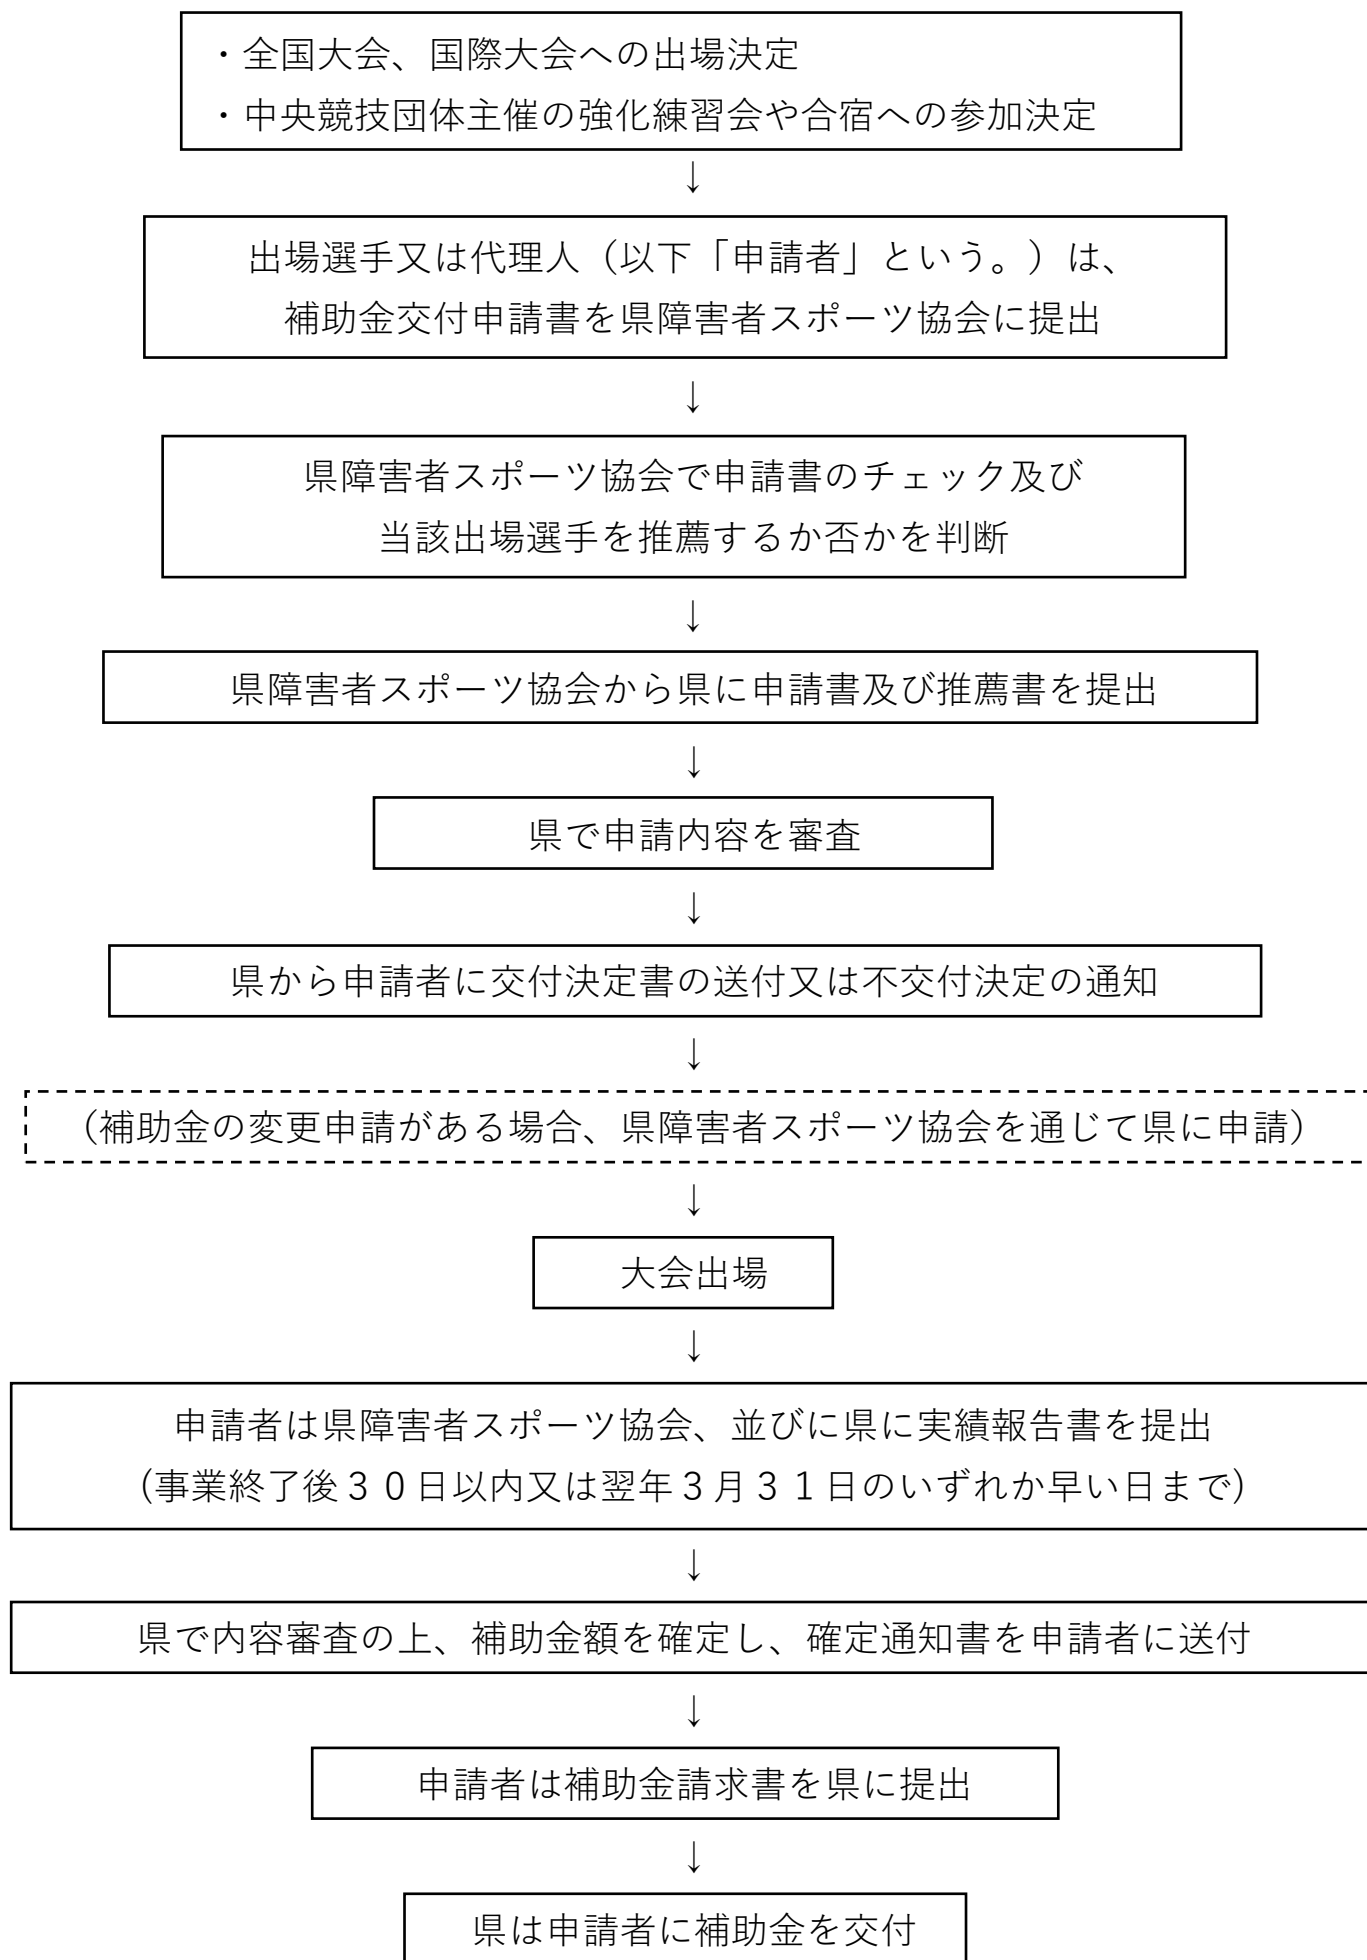 ・全国大会、国際大会への出場決定
・中央競技団体主催の強化練習会や合宿への参加決定
↓
出場選手又は代理人（以下「申請者」という。）は、
補助金交付申請書を県障害者スポーツ協会に提出
↓
県障害者スポーツ協会で申請書のチェック及び
当該出場選手を推薦するか否かを判断
↓
県障害者スポーツ協会から県に申請書及び推薦書を提出
↓
県で申請内容を審査
↓
県から申請者に交付決定書の送付又は不交付決定の通知
↓
（補助金の変更申請がある場合、県障害者スポーツ協会を通じて県に申請）
↓
大会出場
↓
申請者は県障害者スポーツ協会、並びに県に実績報告書を提出
（事業終了後３０日以内又は翌年３月３１日のいずれか早い日まで）
↓
県で内容審査の上、補助金額を確定し、確定通知書を申請者に送付
↓
申請者は補助金請求書を県に提出
↓
県は申請者に補助金を交付